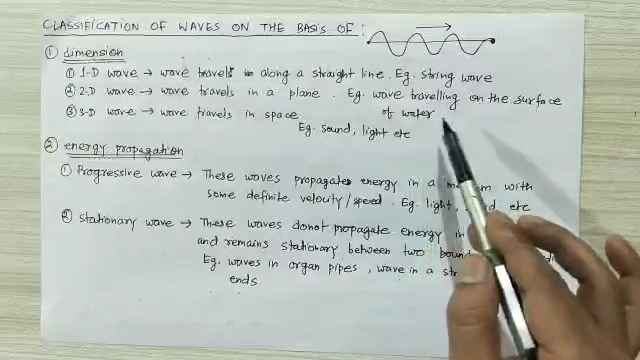 CLASSIFICATION OF WAVES ON THE BASIS OF :
① dimension
① 1-D wave → wave travels along a straight line. Eg. string wave
② 2-D wave → wave travels in a plane. Eg. wave travelling on the surface
of water
③ 3-D wave → wave travels in space
Eg. sound, light etc
② energy propagation
① Progressive wave → These waves propagate energy in a with
some definite velocity/speed. Eg. light, etc
② Stationary wave → These waves donot propagate energy in
and remains stationary between two
Eg. waves in organ pipes, wave in a
ends